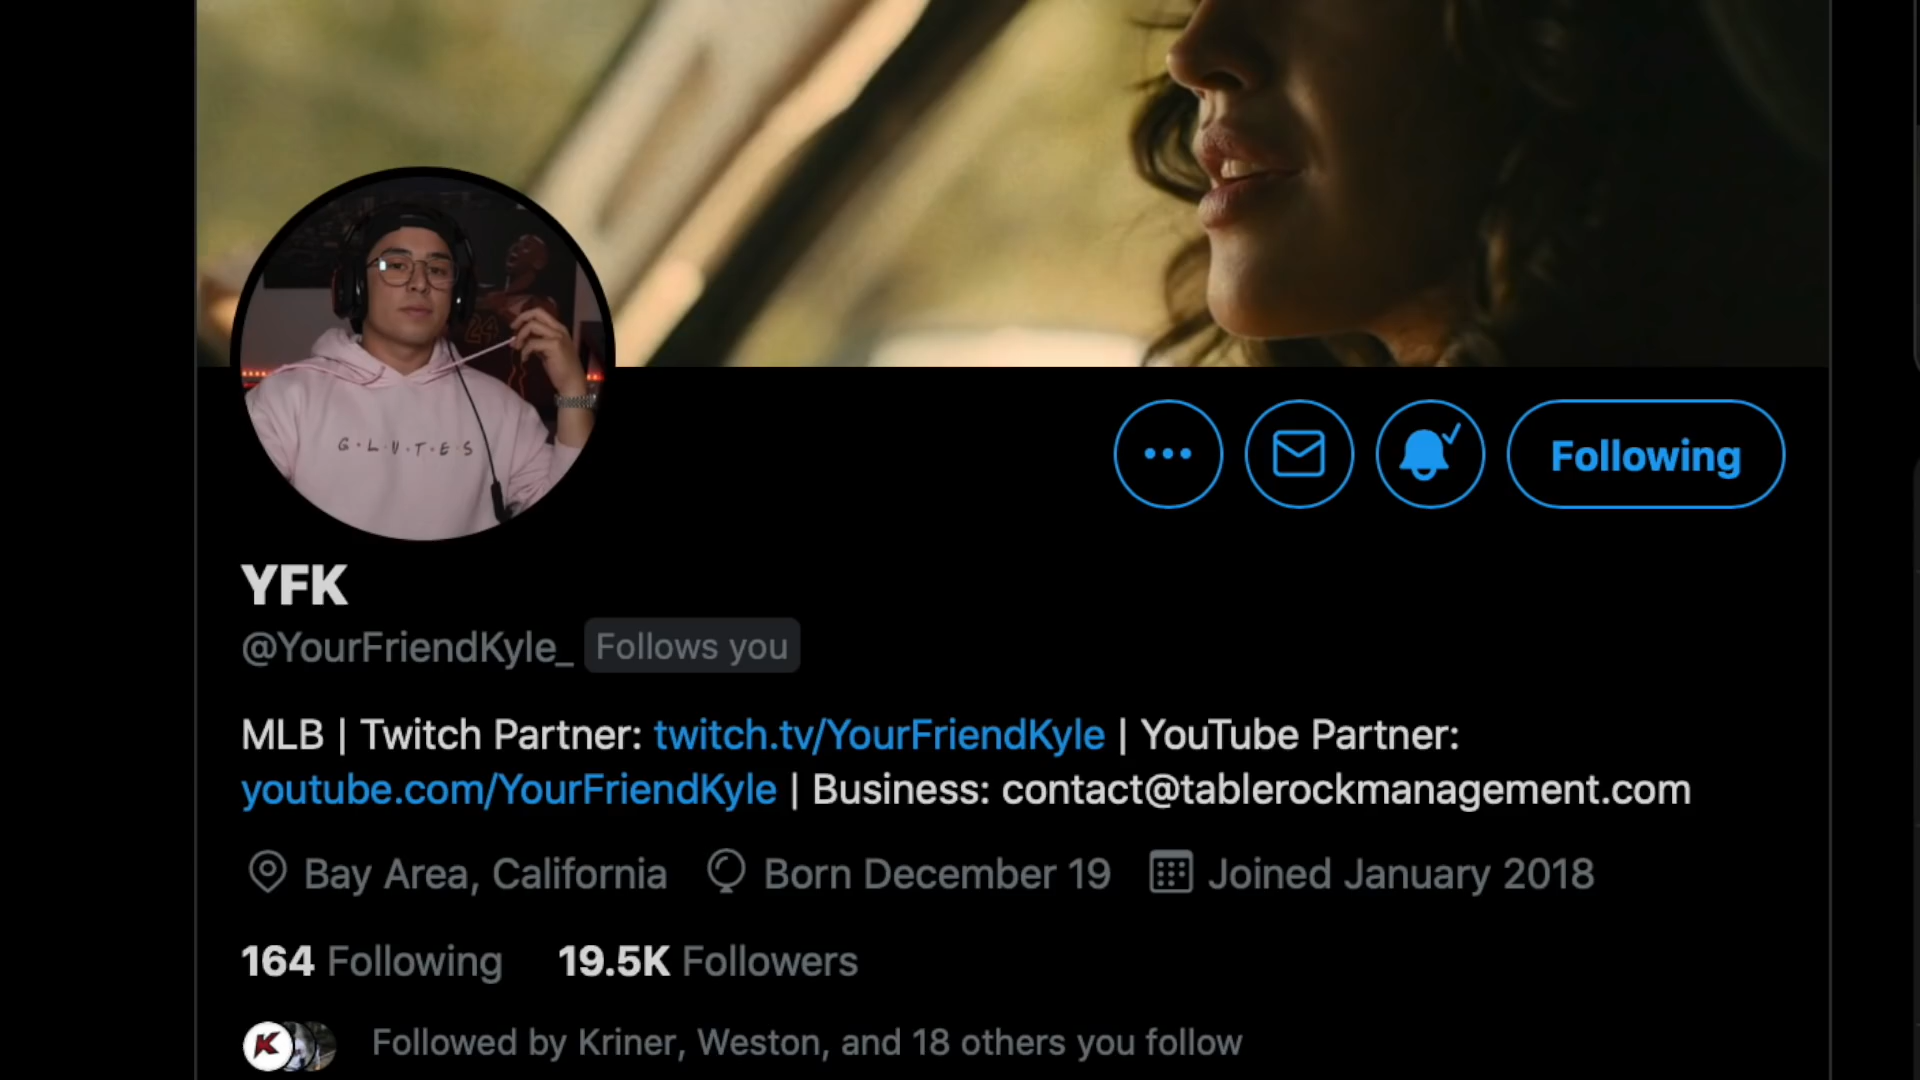 24
G·L·U·T·E·S
Following
YFK
@YourFriendKyle_ Follows you
MLB | Twitch Partner: twitch.tv/YourFriendKyle | YouTube Partner:
youtube.com/YourFriendKyle | Business: contact@tablerockmanagement.com
Bay Area, California Born December 19 Joined January 2018
164 Following 19.5K Followers
K
Followed by Kriner, Weston, and 18 others you follow